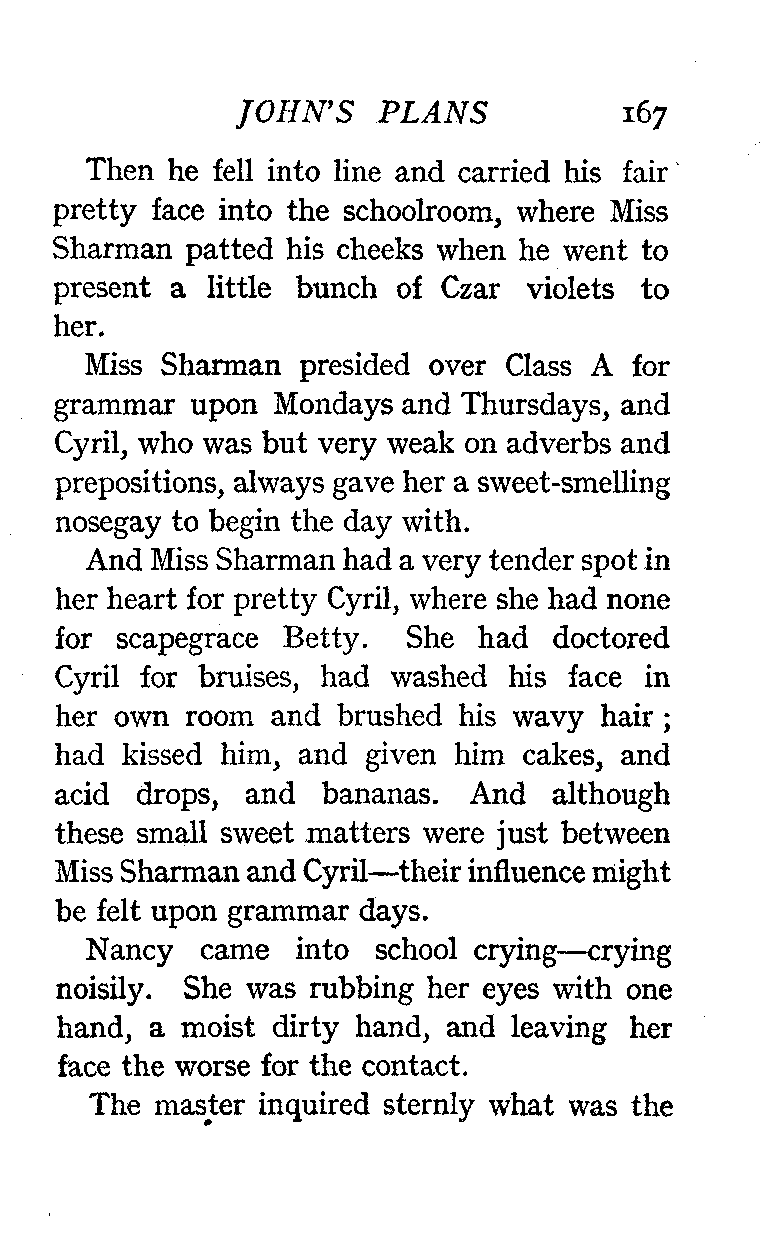 JOHN'S PLANS 167
Then he fell into line and carried his fair
pretty face into the schoolroom, where Miss
Sharman patted his cheeks when he went to
present a little bunch of Czar violets to
her.
Miss Sharman presided over Class A for
grammar upon Mondays and Thursdays, and
Cyril, who was but very weak on adverbs and
prepositions, always gave her a sweet-smelling
nosegay to begin the day with.
And Miss Sharman had a very tender spot in
her heart for pretty Cyril, where she had none
for scapegrace Betty. She had doctored
Cyril for bruises, had washed his face in
her own room and brushed his wavy hair ;
had kissed him, and given him cakes, and
acid drops, and bananas. And although
these small sweet matters were just between
Miss Sharman and Cyril—their influence might
be felt upon grammar days.
Nancy came into school crying—crying
noisily. She was rubbing her eyes with one
hand, a moist dirty hand, and leaving her
face the worse for the contact.
The master inquired sternly what was the